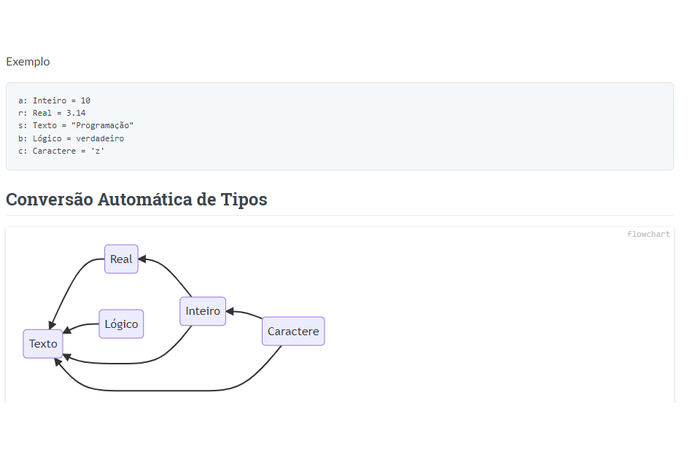 Exemplo
a: Inteiro = 10
r: Real = 3.14
s: Texto = "Programação"
b: Lógico = verdadeiro
c: Caractere = 'z'
Conversão Automática de Tipos
flowchart
Real
Inteiro
Lógico
Caractere
Texto